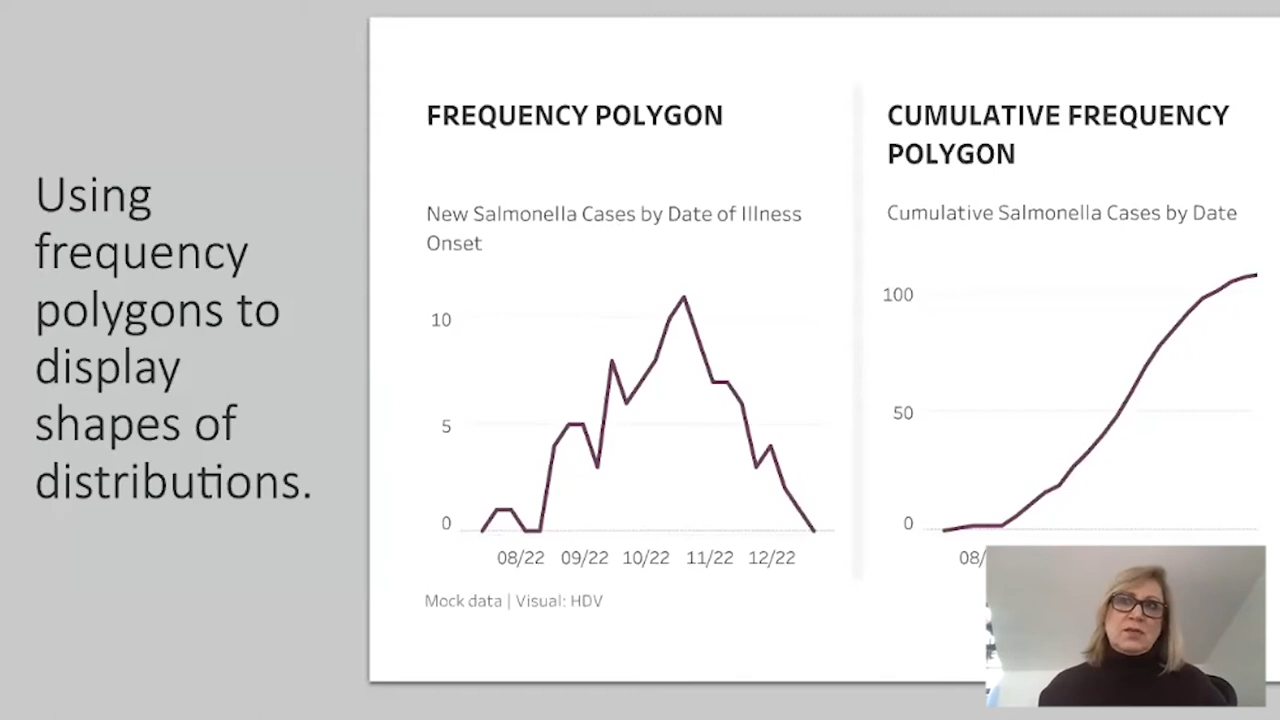 Using
frequency
polygons to
display
shapes of
distributions.
FREQUENCY POLYGON
New Salmonella Cases by Date of Illness
Onset
10
5
0
08/22 09/22 10/22 11/22 12/22
Mock data | Visual: HDV
CUMULATIVE FREQUENCY
POLYGON
Cumulative Salmonella Cases by Date
100
50
0
08/